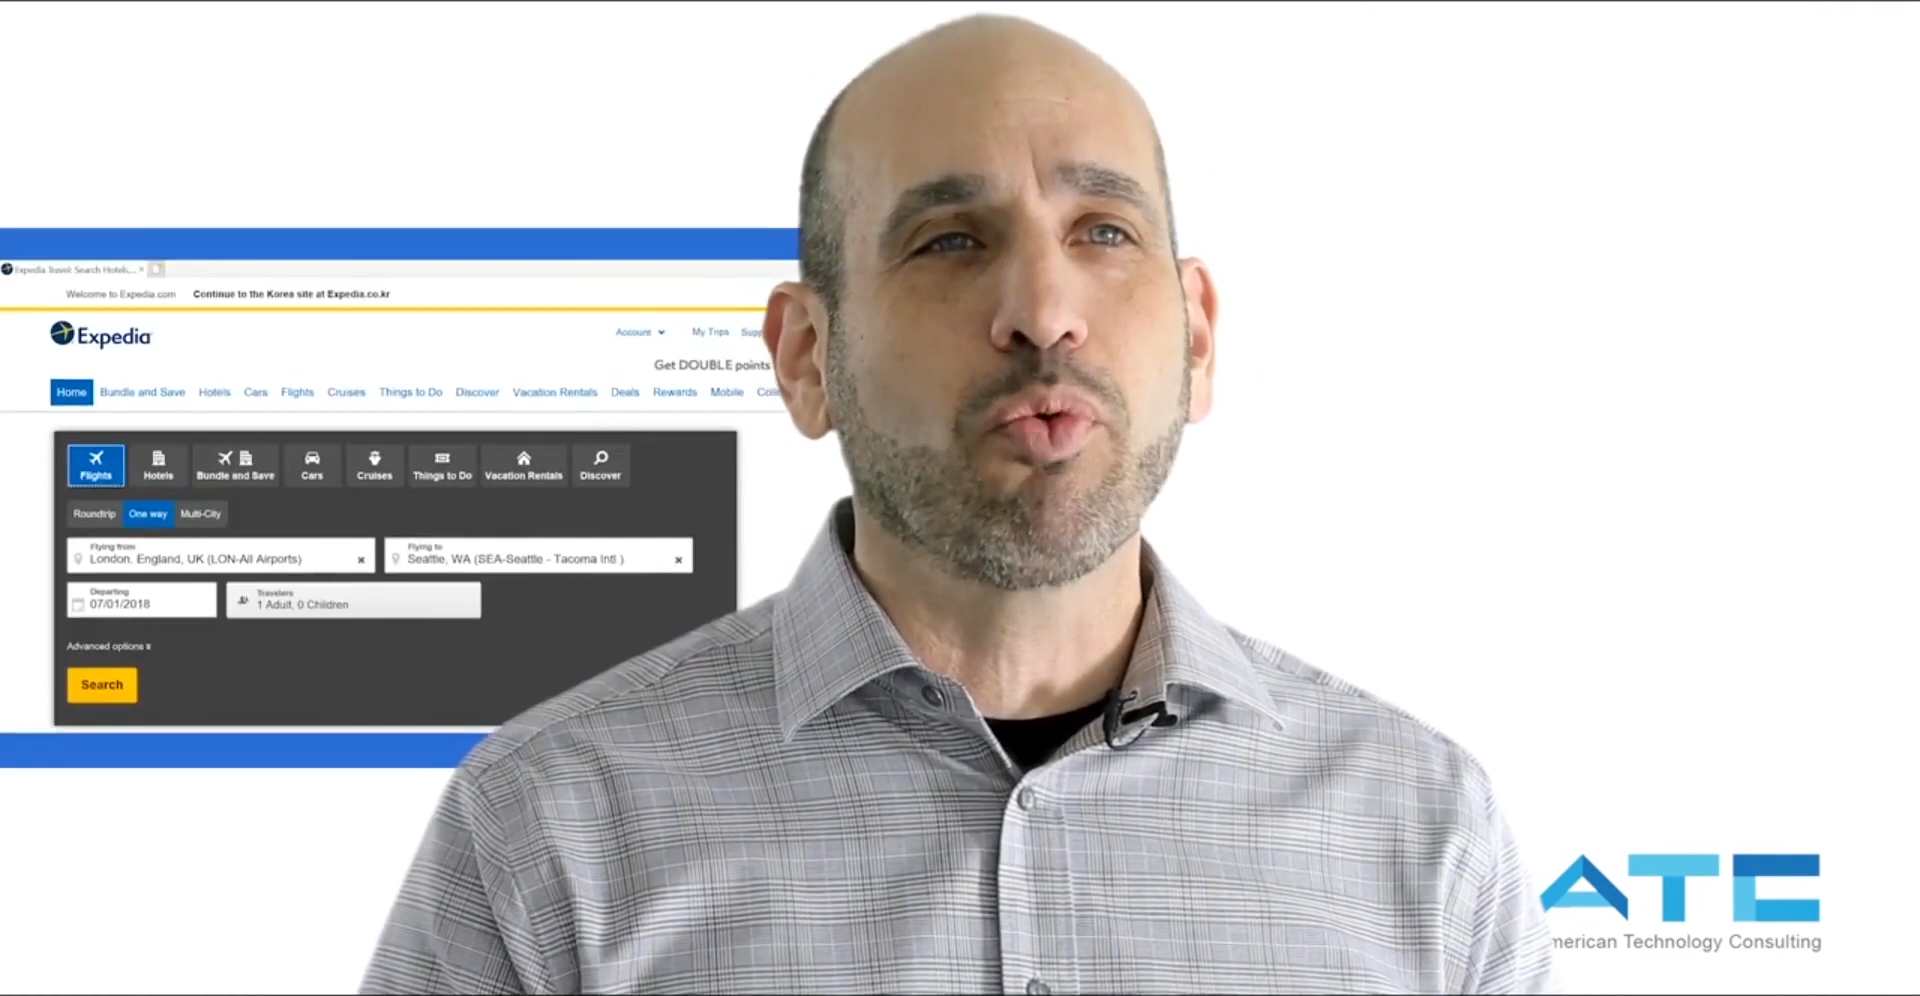 Expedia Travel: Search Hotels,...
Welcome to Expedia.com Continue to the Korea site at Expedia.co.kr
Expedia
Account My Trips
Get DOUBLE points
Home Bundle and Save Hotels Cars Flights Cruises Things to Do Discover Vacation Rentals Deals Rewards Mobile
Flights Hotels Bundle and Save Cars Cruises Things to Do Vacation Rentals Discover
Roundtrip One way Multi-City
Flying from
London, England, UK (LON-All Airports)
Flying to
Seattle, WA (SEA-Seattle - Tacoma Intl.)
Departing
07/01/2018
Travelers
1 Adult, 0 Children
Advanced options
Search
ATC
merican Technology Consulting